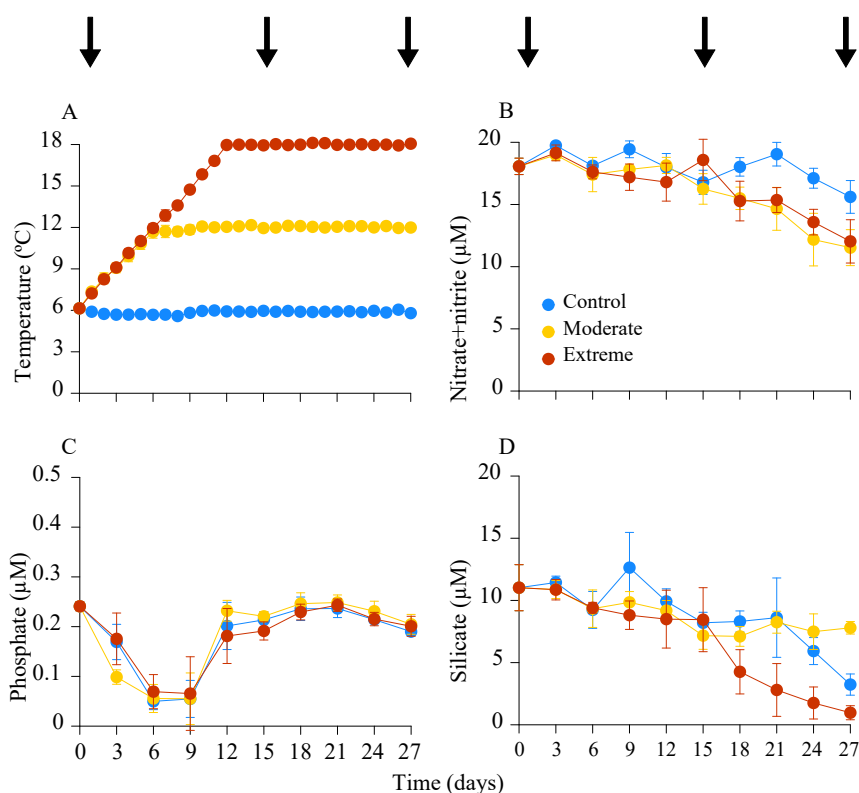 A
B
18
15
12
9
6
3
0
Temperature (ºC)
20
15
10
5
0
Nitrate+nitrite (µM)
Control
Moderate
Extreme
C
D
0.5
0.4
0.3
0.2
0.1
0
Phosphate (µM)
0 3 6 9 12 15 18 21 24 27
20
15
10
5
0
Silicate (µM)
0 3 6 9 12 15 18 21 24 27
Time (days)